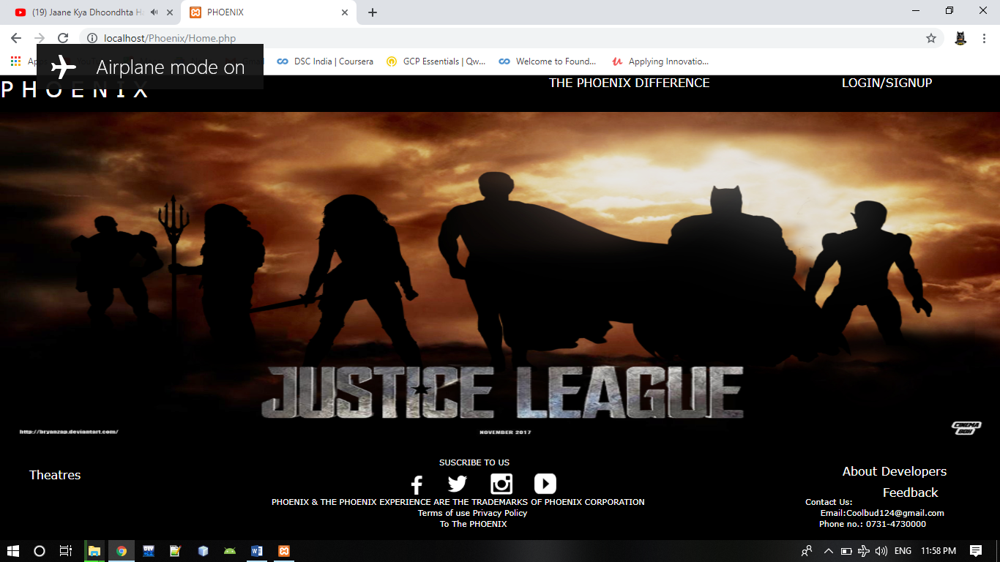 (19) Jaane Kya Dhoondhta Ha
PHOENIX
localhost/Phoenix/Home.php
DSC India | Coursera
GCP Essentials | Qw...
Welcome to Found...
Applying Innovatio...
Airplane mode on
PHOENIX
THE PHOENIX DIFFERENCE
LOGIN/SIGNUP
JUSTICE LEAGUE
http://bryanzap.deviantart.com/
NOVEMBER 2017
CINEMA
BOX
SUSCRIBE TO US
Theatres
About Developers
Feedback
PHOENIX & THE PHOENIX EXPERIENCE ARE THE TRADEMARKS OF PHOENIX CORPORATION
Terms of use Privacy Policy
To The PHOENIX
Contact Us:
Email:Coolbud124@gmail.com
Phone no.: 0731-4730000
DEV
W
ENG
11:58 PM